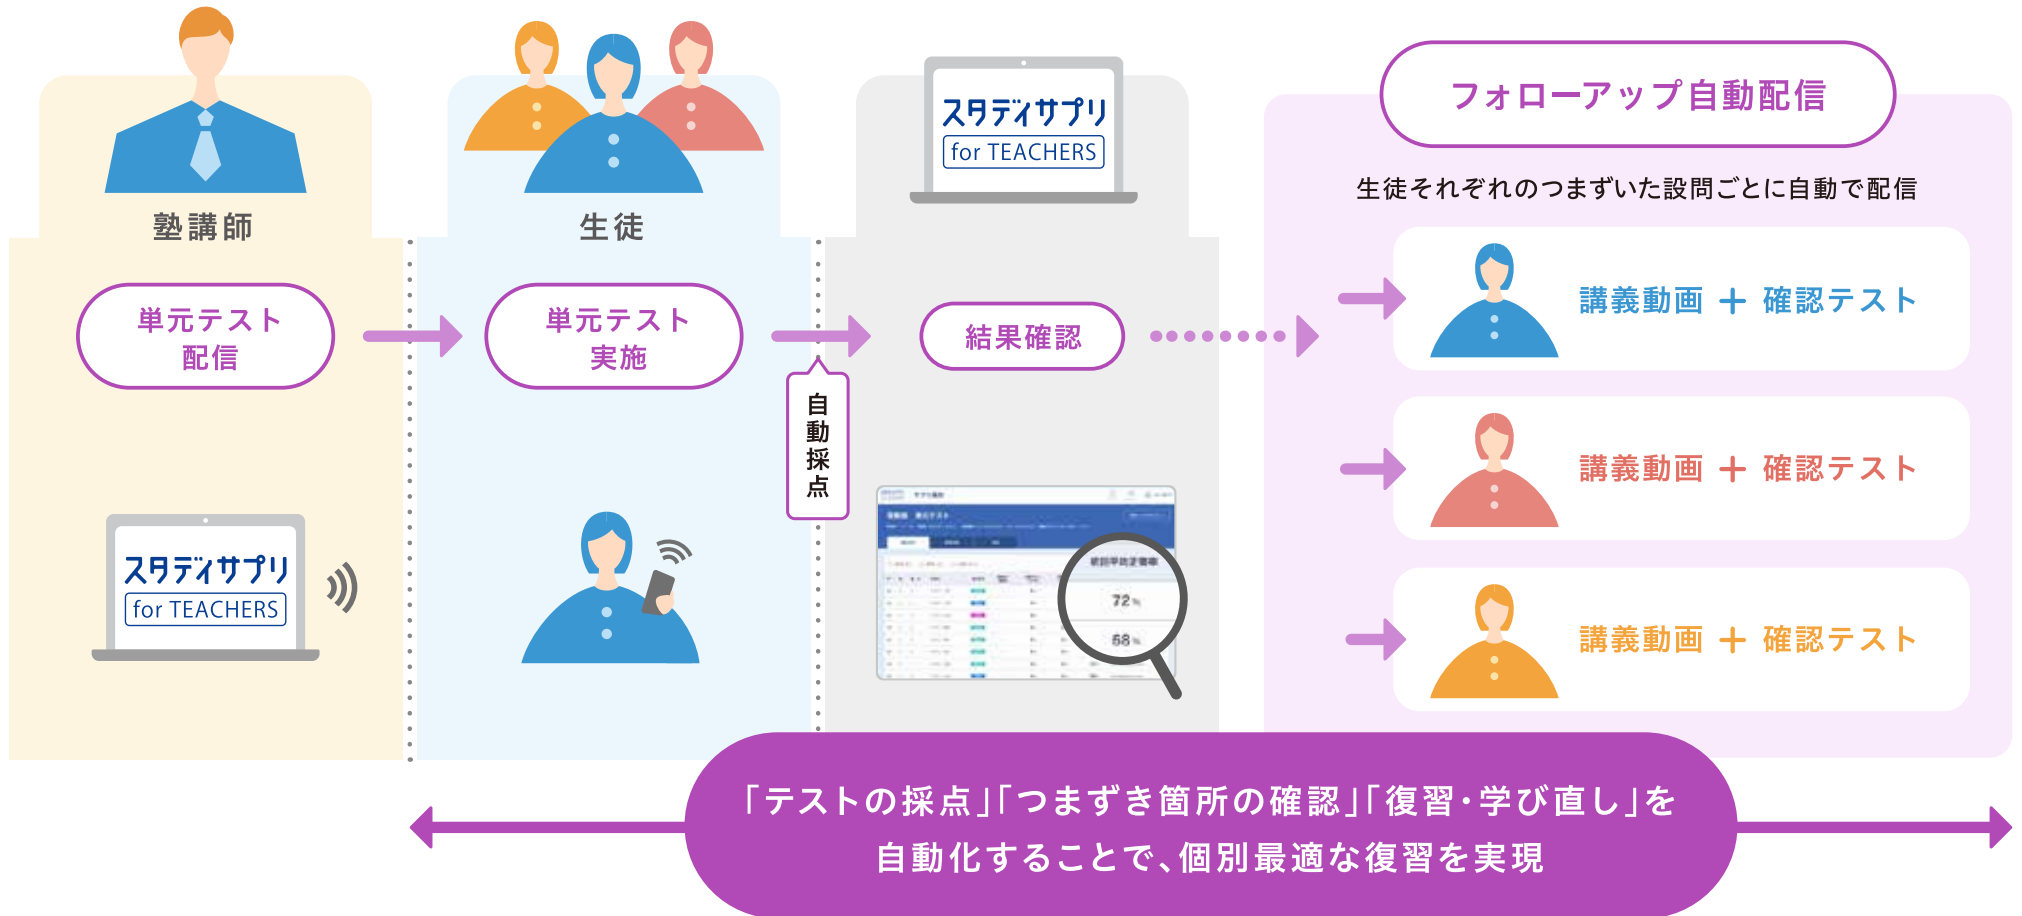 塾講師
単元テスト
配信
スタディサプリ
for TEACHERS
生徒
単元テスト
実施
自動採点
スタディサプリ
for TEACHERS
結果確認
72%
68%
フォローアップ自動配信
生徒それぞれのつまずいた設問ごとに自動で配信
講義動画 + 確認テスト
講義動画 + 確認テスト
講義動画 + 確認テスト
「テストの採点」「つまずき箇所の確認」「復習・学び直し」を
自動化することで、個別最適な復習を実現